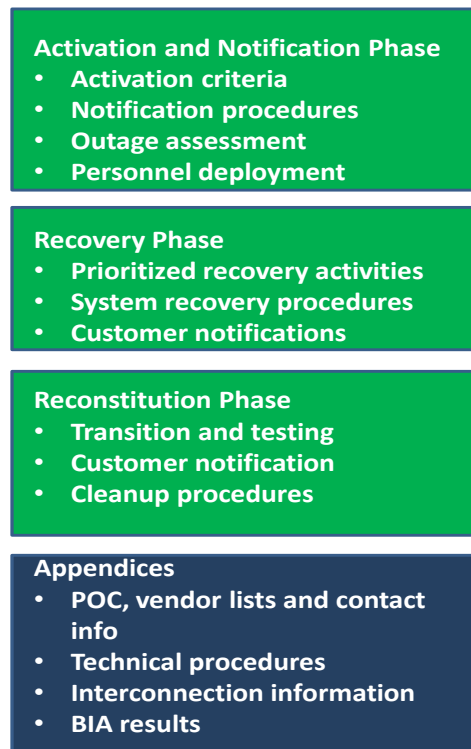 Activation and Notification Phase
• Activation criteria
• Notification procedures
• Outage assessment
• Personnel deployment
Recovery Phase
• Prioritized recovery activities
• System recovery procedures
• Customer notifications
Reconstitution Phase
• Transition and testing
• Customer notification
• Cleanup procedures
Appendices
• POC, vendor lists and contact
info
• Technical procedures
• Interconnection information
• BIA results